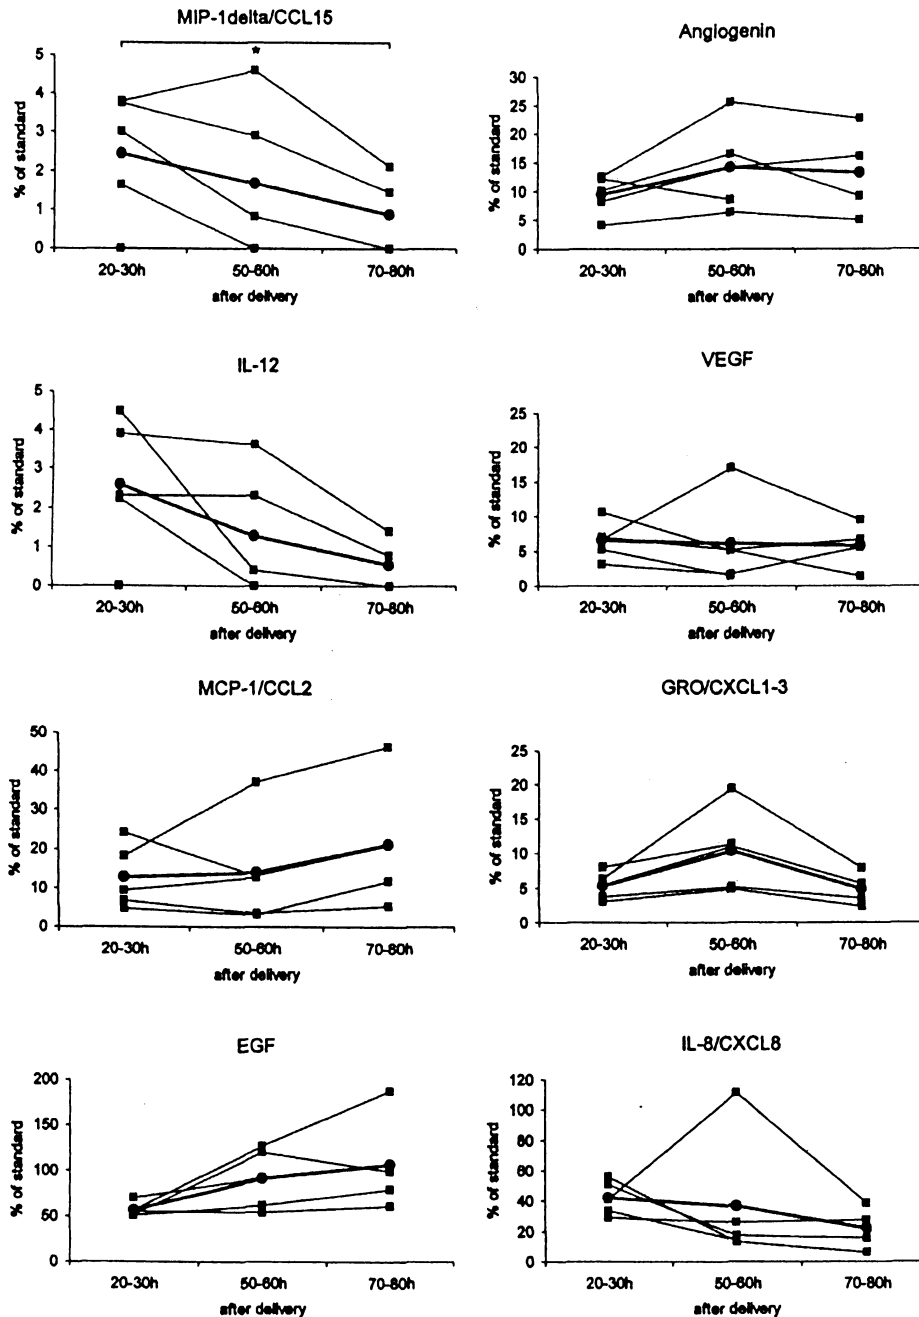 MIP-1delta/CCL15
*
% of standard
5
4
3
2
1
0
20-30h 50-60h 70-80h
after delivery
Angiogenin
% of standard
30
25
20
15
10
5
0
20-30h 50-60h 70-80h
after delivery
IL-12
% of standard
5
4
3
2
1
0
20-30h 50-60h 70-80h
after delivery
VEGF
% of standard
25
20
15
10
5
0
20-30h 50-60h 70-80h
after delivery
MCP-1/CCL2
% of standard
50
40
30
20
10
0
20-30h 50-60h 70-80h
after delivery
GRO/CXCL1-3
% of standard
25
20
15
10
5
0
20-30h 50-60h 70-80h
after delivery
EGF
% of standard
200
150
100
50
0
20-30h 50-60h 70-80h
after delivery
IL-8/CXCL8
% of standard
120
100
80
60
40
20
0
20-30h 50-60h 70-80h
after delivery